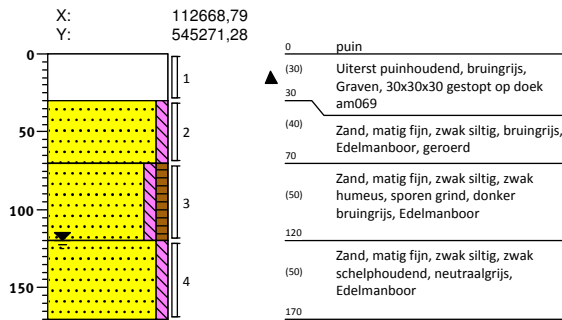 X: 112668,79
Y: 545271,28
0
50
100
150
1
2
3
4
0 puin
(30) Uiterst puinhoudend, bruingrijs,
Graven, 30x30x30 gestopt op doek
30 am069
(40) Zand, matig fijn, zwak siltig, bruingrijs,
Edelmanboor, geroerd
70
Zand, matig fijn, zwak siltig, zwak
(50) humeus, sporen grind, donker
bruingrijs, Edelmanboor
120
Zand, matig fijn, zwak siltig, zwak
(50) schelphoudend, neutraalgrijs,
Edelmanboor
170